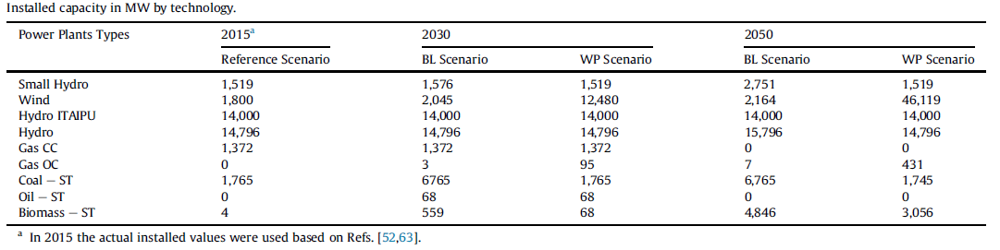 Installed capacity in MW by technology.
Power Plants Types 2015a 2030 2050
Reference Scenario BL Scenario WP Scenario BL Scenario WP Scenario
Small Hydro 1,519 1,576 1,519 2,751 1,519
Wind 1,800 2,045 12,480 2,164 46,119
Hydro ITAIPU 14,000 14,000 14,000 14,000 14,000
Hydro 14,796 14,796 14,796 15,796 14,796
Gas CC 1,372 1,372 1,372 0 0
Gas OC 0 3 95 7 431
Coal – ST 1,765 6765 1,765 6,765 1,745
Oil – ST 0 68 68 0 0
Biomass – ST 4 559 68 4,846 3,056
a In 2015 the actual installed values were used based on Refs. [52,63].